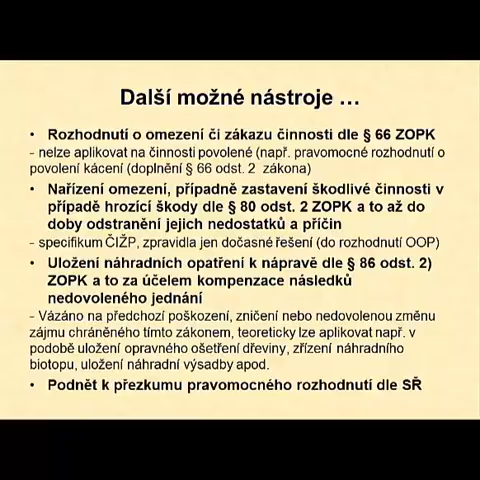 Další možné nástroje …
• Rozhodnutí o omezení či zákazu činnosti dle § 66 ZOPK
- nelze aplikovat na činnosti povolené (např. pravomocné rozhodnutí o
povolení kácení (doplnění § 66 odst. 2 zákona)
• Nařízení omezení, případně zastavení škodlivé činnosti v
případě hrozící škody dle § 80 odst. 2 ZOPK a to až do
doby odstranění jejich nedostatků a příčin
- specifikum ČIŽP, zpravidla jen dočasné řešení (do rozhodnutí OOP)
• Uložení náhradních opatření k nápravě dle § 86 odst. 2)
ZOPK a to za účelem kompenzace následků
nedovoleného jednání
- Vázáno na předchozí poškození, zničení nebo nedovolenou změnu
zájmu chráněného tímto zákonem, teoreticky lze aplikovat např. v
podobě uložení opravného ošetření dřeviny, zřízení náhradního
biotopu, uložení náhradní výsadby apod.
• Podnět k přezkumu pravomocného rozhodnutí dle SŘ